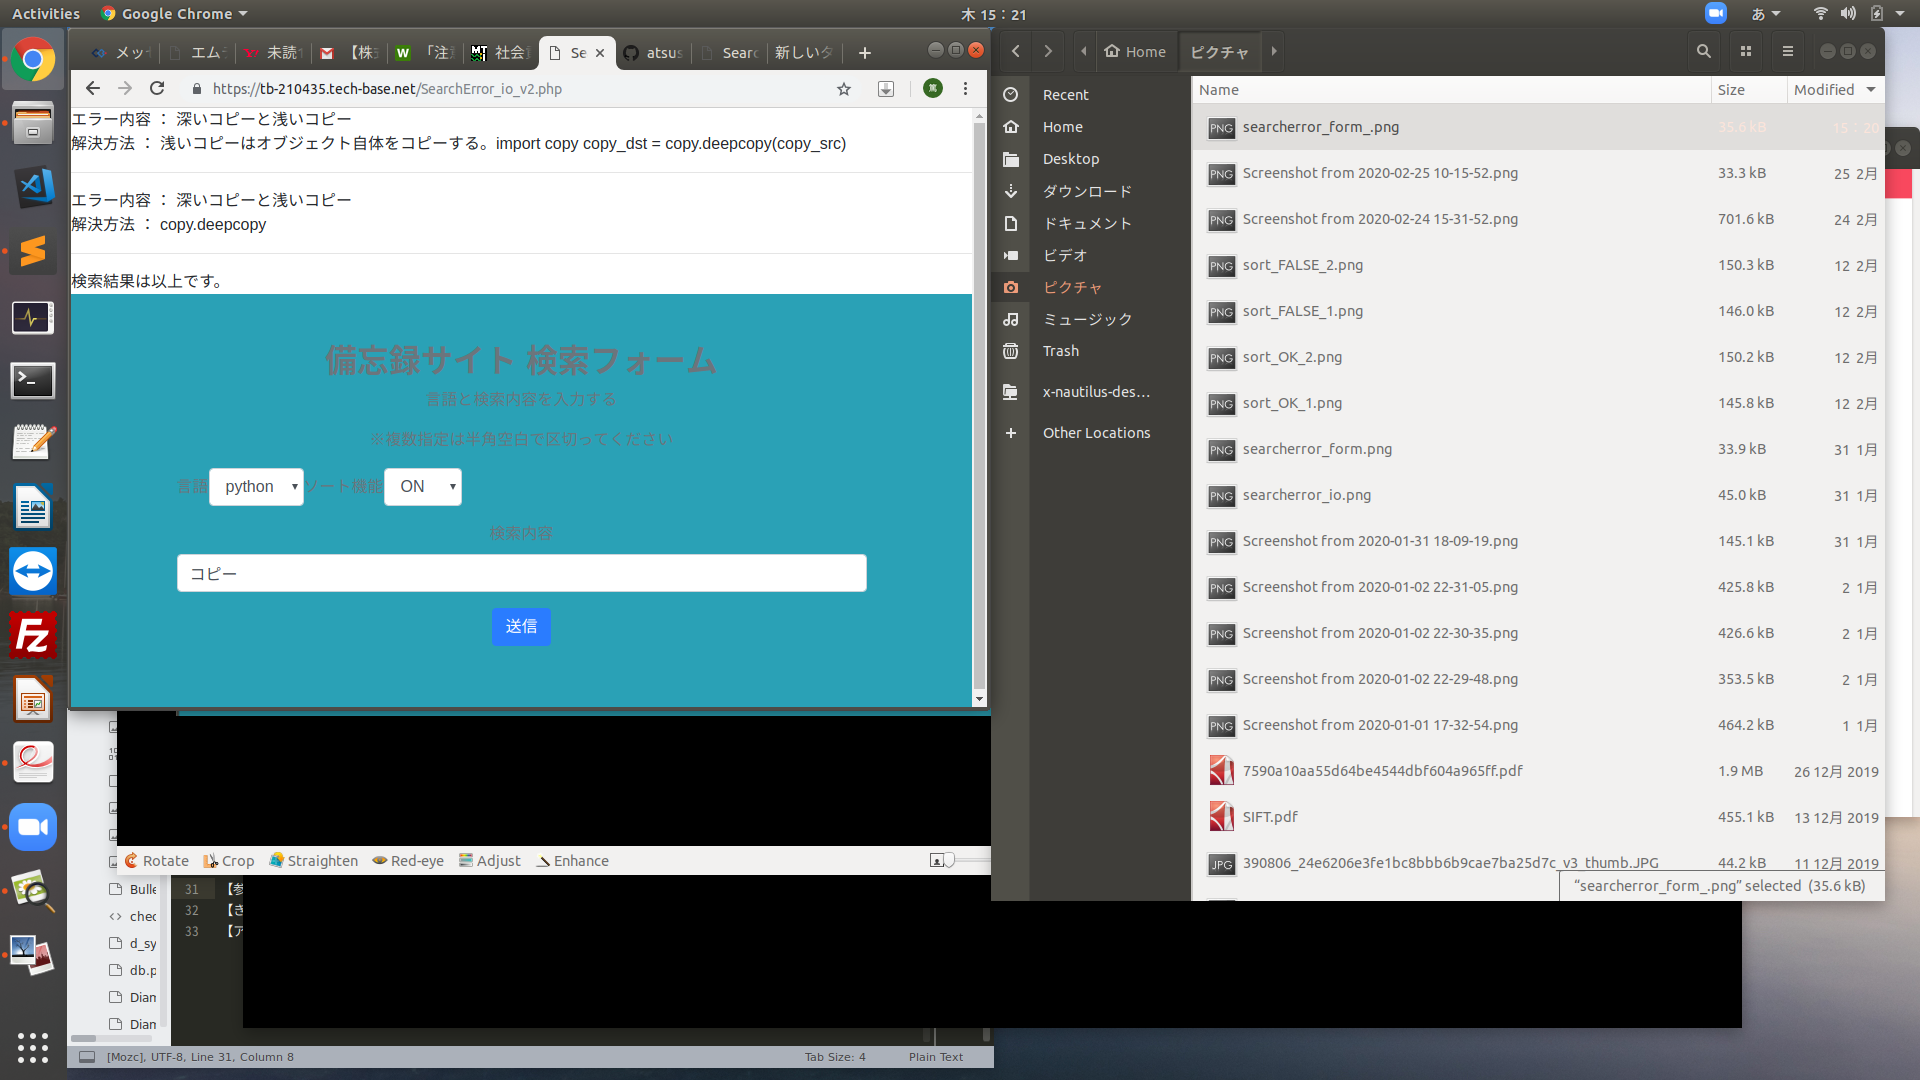 Activities
Google Chrome
木 15：21
あ
メッ
エム
未読
【株
「注
社会
Se
atsus
Searc
新しいタ
https://tb-210435.tech-base.net/SearchError_io_v2.php
篤
エラー内容 ： 深いコピーと浅いコピー
解決方法 ： 浅いコピーはオブジェクト自体をコピーする。import copy copy_dst = copy.deepcopy(copy_src)
エラー内容 ： 深いコピーと浅いコピー
解決方法 ： copy.deepcopy
検索結果は以上です。
備忘録サイト 検索フォーム
言語と検索内容を入力する
※複数指定は半角空白で区切ってください
言語 python ソート機能 ON
検索内容
コピー
送信
Rotate Crop Straighten Red-eye Adjust Enhance
Bulle
chec
d_sy
db.p
Diam
Diam
31 【参
32 【き
33 【ア
[Mozc], UTF-8, Line 31, Column 8
Tab Size: 4
Plain Text
Home
ピクチャ
Recent
Home
Desktop
ダウンロード
ドキュメント
ビデオ
ピクチャ
ミュージック
Trash
x-nautilus-des…
Other Locations
Name Size Modified
searcherror_form_.png 35.6 kB 15：20
Screenshot from 2020-02-25 10-15-52.png 33.3 kB 25 2月
Screenshot from 2020-02-24 15-31-52.png 701.6 kB 24 2月
sort_FALSE_2.png 150.3 kB 12 2月
sort_FALSE_1.png 146.0 kB 12 2月
sort_OK_2.png 150.2 kB 12 2月
sort_OK_1.png 145.8 kB 12 2月
searcherror_form.png 33.9 kB 31 1月
searcherror_io.png 45.0 kB 31 1月
Screenshot from 2020-01-31 18-09-19.png 145.1 kB 31 1月
Screenshot from 2020-01-02 22-31-05.png 425.8 kB 2 1月
Screenshot from 2020-01-02 22-30-35.png 426.6 kB 2 1月
Screenshot from 2020-01-02 22-29-48.png 353.5 kB 2 1月
Screenshot from 2020-01-01 17-32-54.png 464.2 kB 1 1月
7590a10aa55d64be4544dbf604a965ff.pdf 1.9 MB 26 12月 2019
SIFT.pdf 455.1 kB 13 12月 2019
390806_24e6206e3fe1bc8bbb6b9cae7ba25d7c_v3_thumb.JPG 44.2 kB 11 12月 2019
“searcherror_form_.png” selected (35.6 kB)